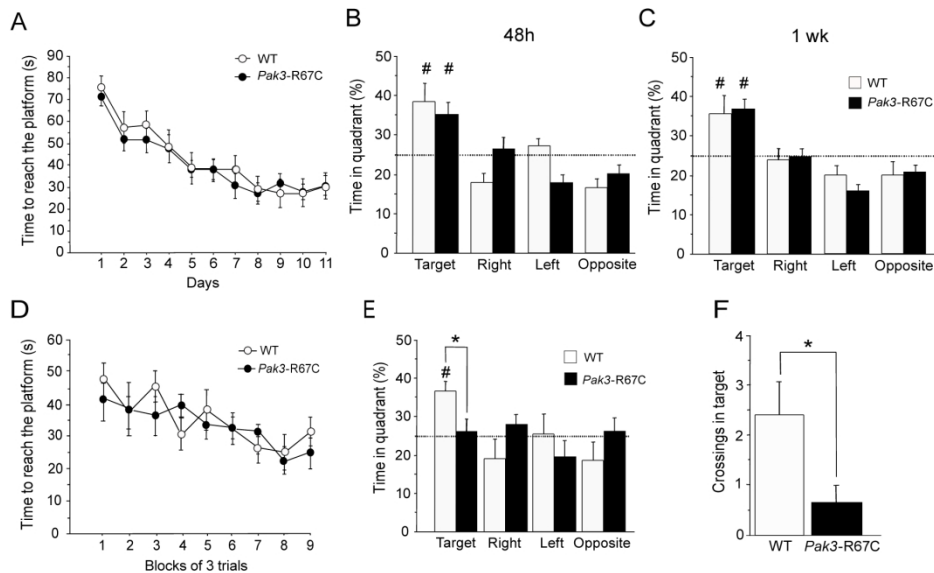 A
Time to reach the platform (s)
90
80
70
60
50
40
30
20
10
0
WT
Pak3-R67C
1 2 3 4 5 6 7 8 9 10 11
Days
B
48h
Time in quadrant (%)
50
40
30
20
10
0
# #
Target Right Left Opposite
C
1 wk
Time in quadrant (%)
50
40
30
20
10
0
# #
WT
Pak3-R67C
Target Right Left Opposite
D
Time to reach the platform (s)
60
50
40
30
20
10
0
WT
Pak3-R67C
1 2 3 4 5 6 7 8 9
Blocks of 3 trials
E
Time in quadrant (%)
50
40
30
20
10
0
*
#
WT
Pak3-R67C
Target Right Left Opposite
F
Crossings in target
4
3
2
1
0
*
WT Pak3-R67C